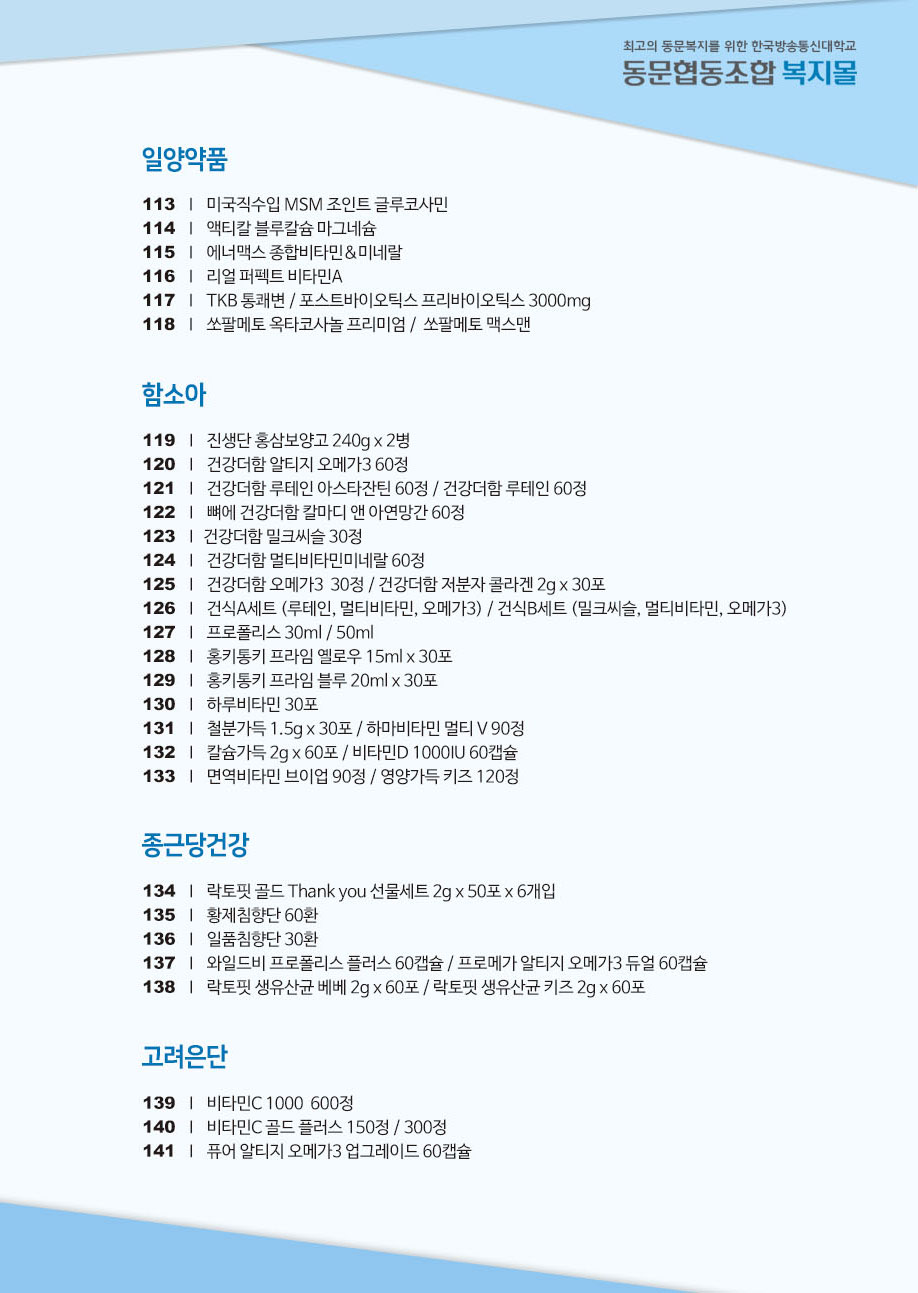 최고의 동문복지를 위한 한국방송통신대학교
동문협동조합 복지몰
일양약품
113 | 미국직수입 MSM 조인트 글루코사민
114 | 액티칼 블루칼슘 마그네슘
115 | 에너맥스 종합비타민&미네랄
116 | 리얼 퍼펙트 비타민A
117 | TKB 통쾌변 / 포스트바이오틱스 프리바이오틱스 3000mg
118 | 쏘팔메토 옥타코사놀 프리미엄 / 쏘팔메토 맥스맨
함소아
119 | 진생단 홍삼보양고 240g x 2병
120 | 건강더함 알티지 오메가3 60정
121 | 건강더함 루테인 아스타잔틴 60정 / 건강더함 루테인 60정
122 | 뼈에 건강더함 칼마디 앤 아연망간 60정
123 | 건강더함 밀크씨슬 30정
124 | 건강더함 멀티비타민미네랄 60정
125 | 건강더함 오메가3 30정 / 건강더함 저분자 콜라겐 2g x 30포
126 | 건식A세트 (루테인, 멀티비타민, 오메가3) / 건식B세트 (밀크씨슬, 멀티비타민, 오메가3)
127 | 프로폴리스 30ml / 50ml
128 | 홍키통키 프라임 옐로우 15ml x 30포
129 | 홍키통키 프라임 블루 20ml x 30포
130 | 하루비타민 30포
131 | 철분가득 1.5g x 30포 / 하마비타민 멀티 V 90정
132 | 칼슘가득 2g x 60포 / 비타민D 1000IU 60캡슐
133 | 면역비타민 브이업 90정 / 영양가득 키즈 120정
종근당건강
134 | 락토핏 골드 Thank you 선물세트 2g x 50포 x 6개입
135 | 황제침향단 60환
136 | 일품침향단 30환
137 | 와일드비 프로폴리스 플러스 60캡슐 / 프로메가 알티지 오메가3 듀얼 60캡슐
138 | 락토핏 생유산균 베베 2g x 60포 / 락토핏 생유산균 키즈 2g x 60포
고려은단
139 | 비타민C 1000 600정
140 | 비타민C 골드 플러스 150정 / 300정
141 | 퓨어 알티지 오메가3 업그레이드 60캡슐